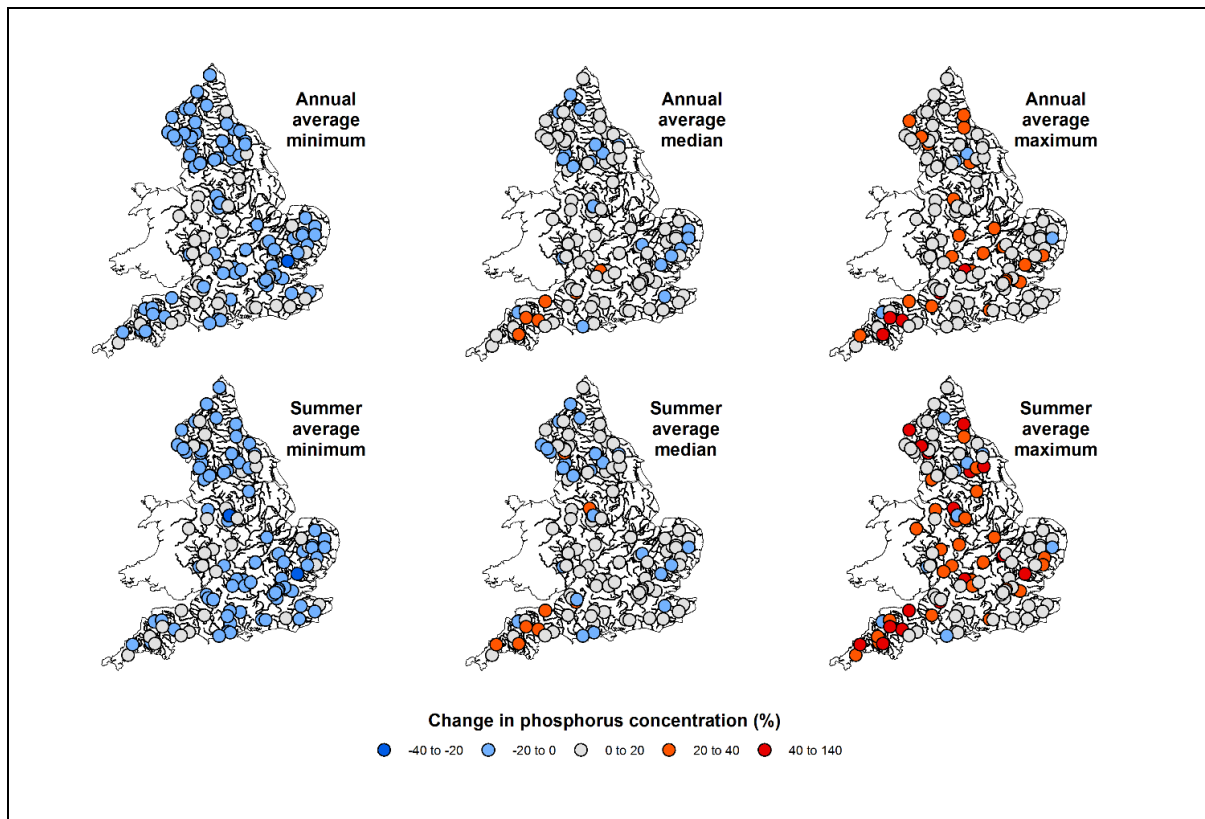 Annual
average
minimum
Annual
average
median
Annual
average
maximum
Summer
average
minimum
Summer
average
median
Summer
average
maximum
Change in phosphorus concentration (%)
-40 to -20 -20 to 0 0 to 20 20 to 40 40 to 140